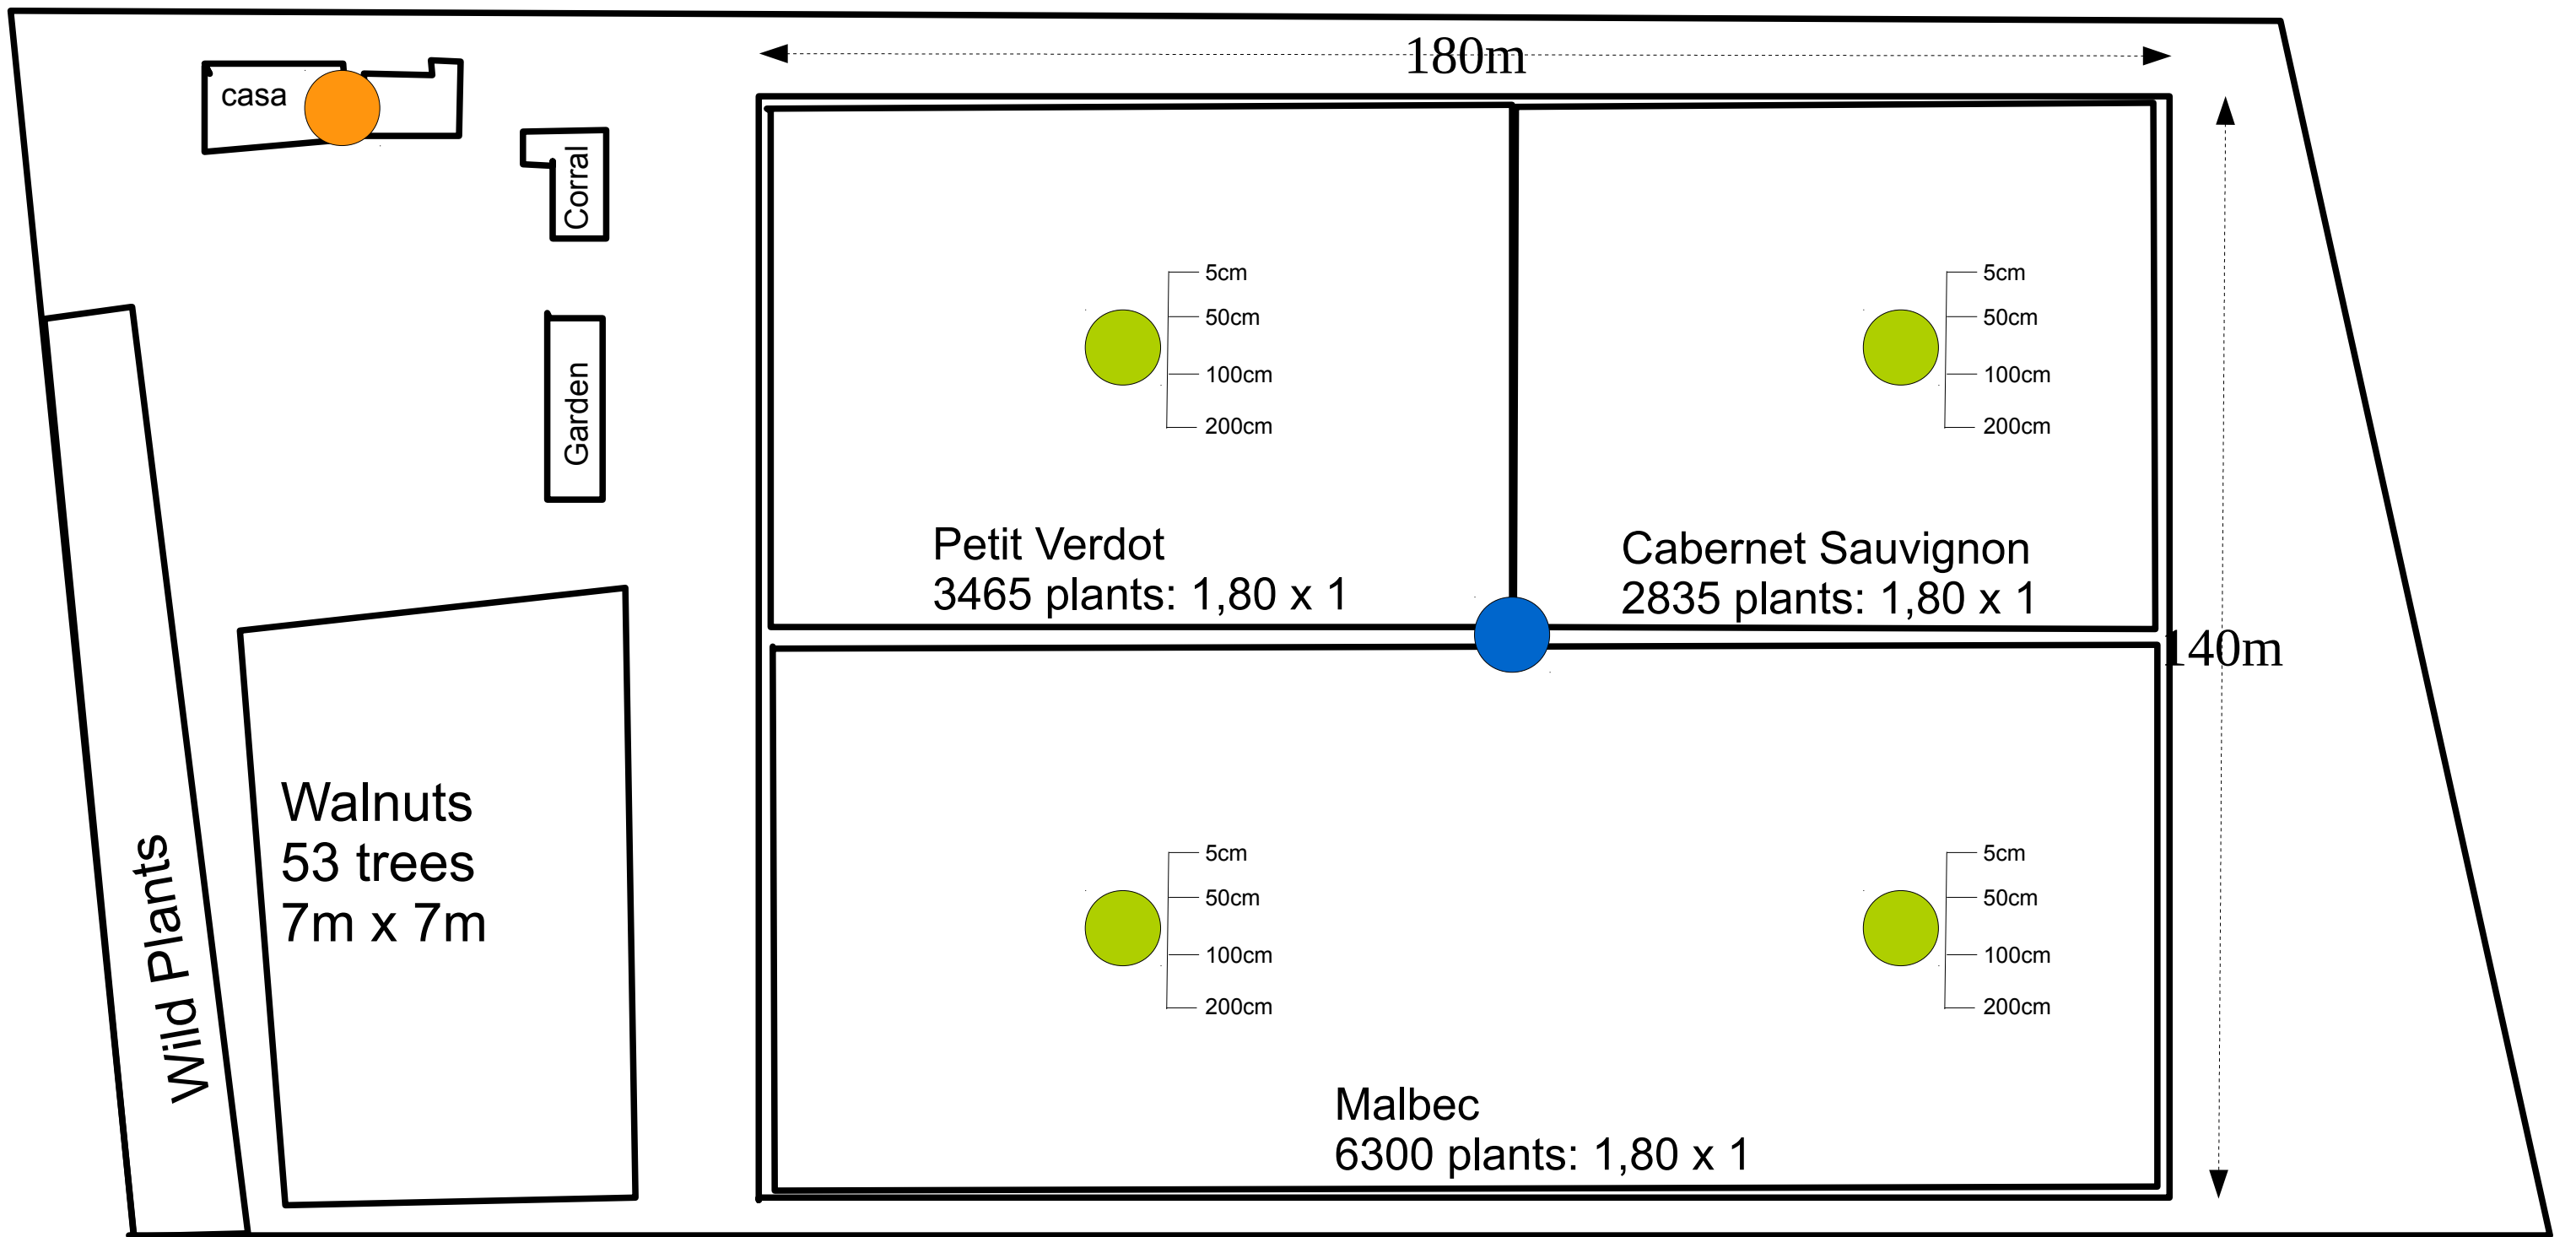 180m
casa
Corral
Garden
5cm
50cm
100cm
200cm
5cm
50cm
100cm
200cm
Petit Verdot
3465 plants: 1,80 x 1
Cabernet Sauvignon
2835 plants: 1,80 x 1
140m
Wild Plants
Walnuts
53 trees
7m x 7m
5cm
50cm
100cm
200cm
5cm
50cm
100cm
200cm
Malbec
6300 plants: 1,80 x 1